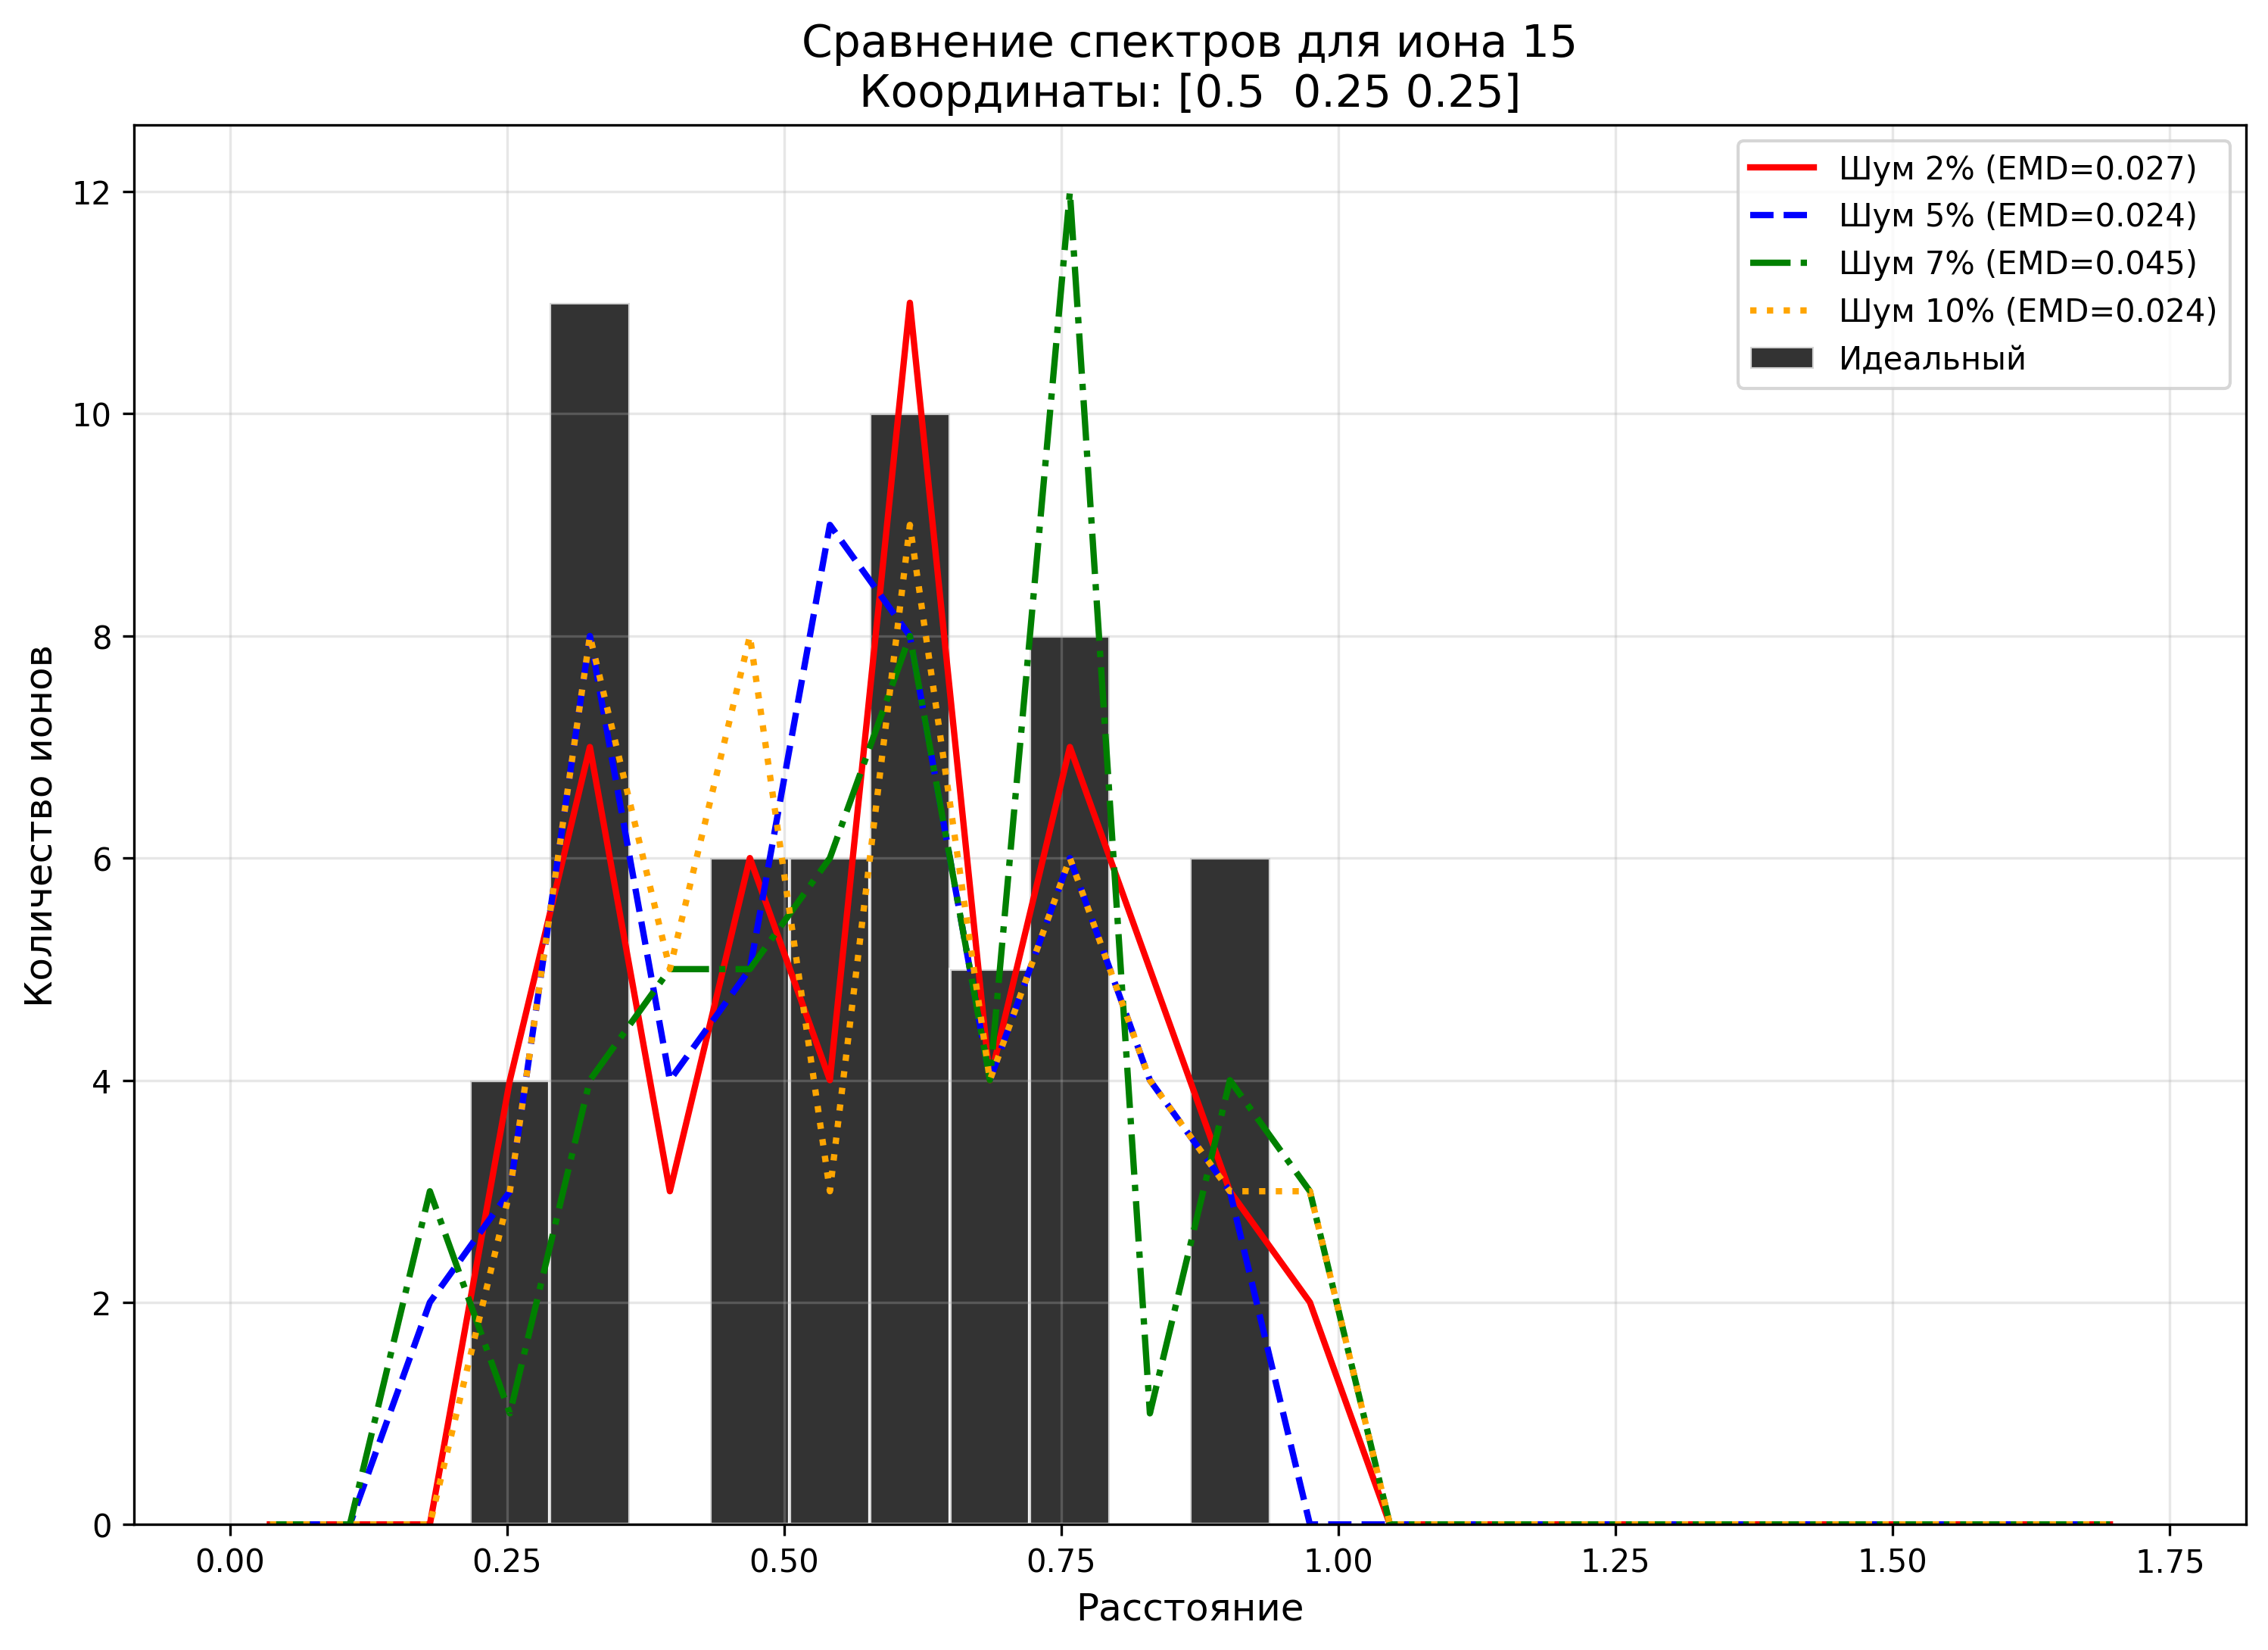 Сравнение спектров для иона 15
Координаты: [0.5  0.25 0.25]
Шум 2% (EMD=0.027)
Шум 5% (EMD=0.024)
Шум 7% (EMD=0.045)
Шум 10% (EMD=0.024)
Идеальный
Количество ионов
12
10
8
6
4
2
0
0.00 0.25 0.50 0.75 1.00 1.25 1.50 1.75
Расстояние